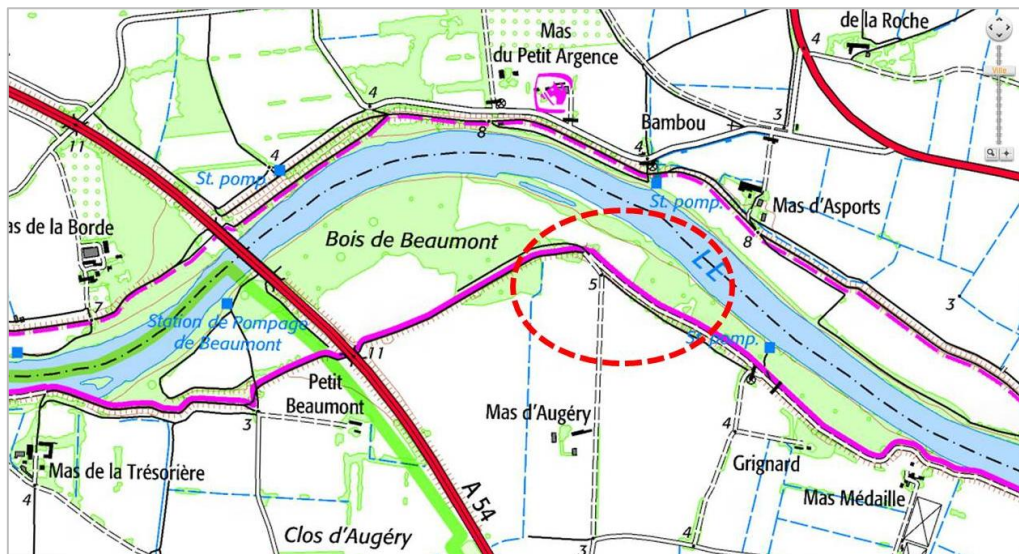 Mas
du Petit Argence
de la Roche
4
Ville
4
11
8
Bambou
3
4
4
St. pomp.
St. pomp.
Mas d'Asports
as de la Borde
Bois de Beaumont
8
7
5
3
Station de Pompage
de Beaumont
St. pomp.
11
Petit
Beaumont
3
Mas d'Augéry
4
Grignard
Mas de la Trésorière
4
Mas Médaille
A 54
Clos d'Augéry
3
4